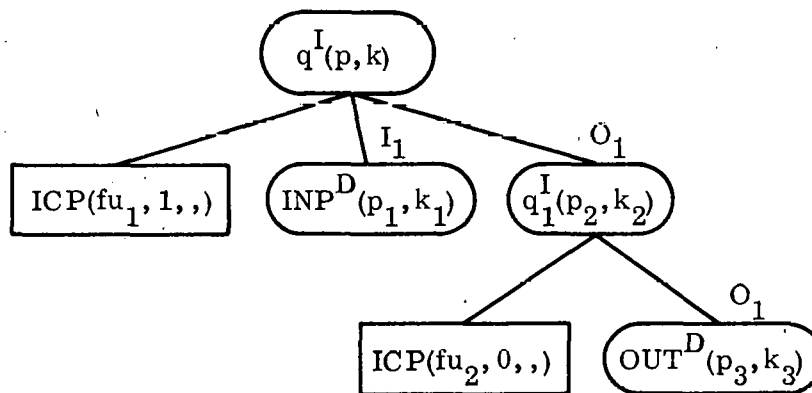 q^I(p,k)
I_1 O_1
ICP(fu_1,1,,) INP^D(p_1,k_1) q_1^I(p_2,k_2)
O_1
ICP(fu_2,0,,) OUT^D(p_3,k_3)